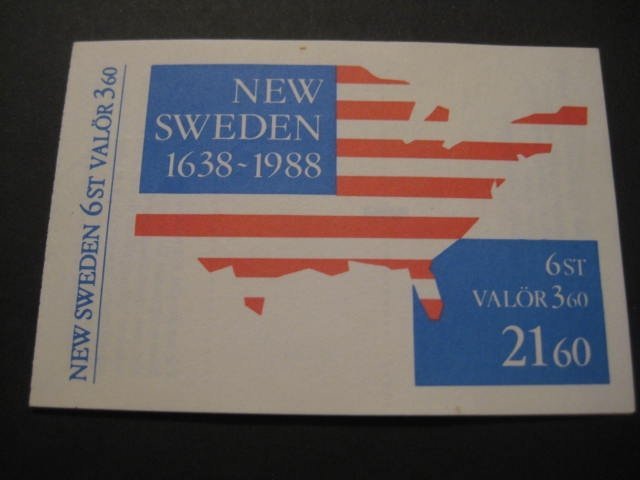 NEW SWEDEN 6ST VALÖR 360
NEW
SWEDEN
1638~1988
6ST
VALÖR 360
2160